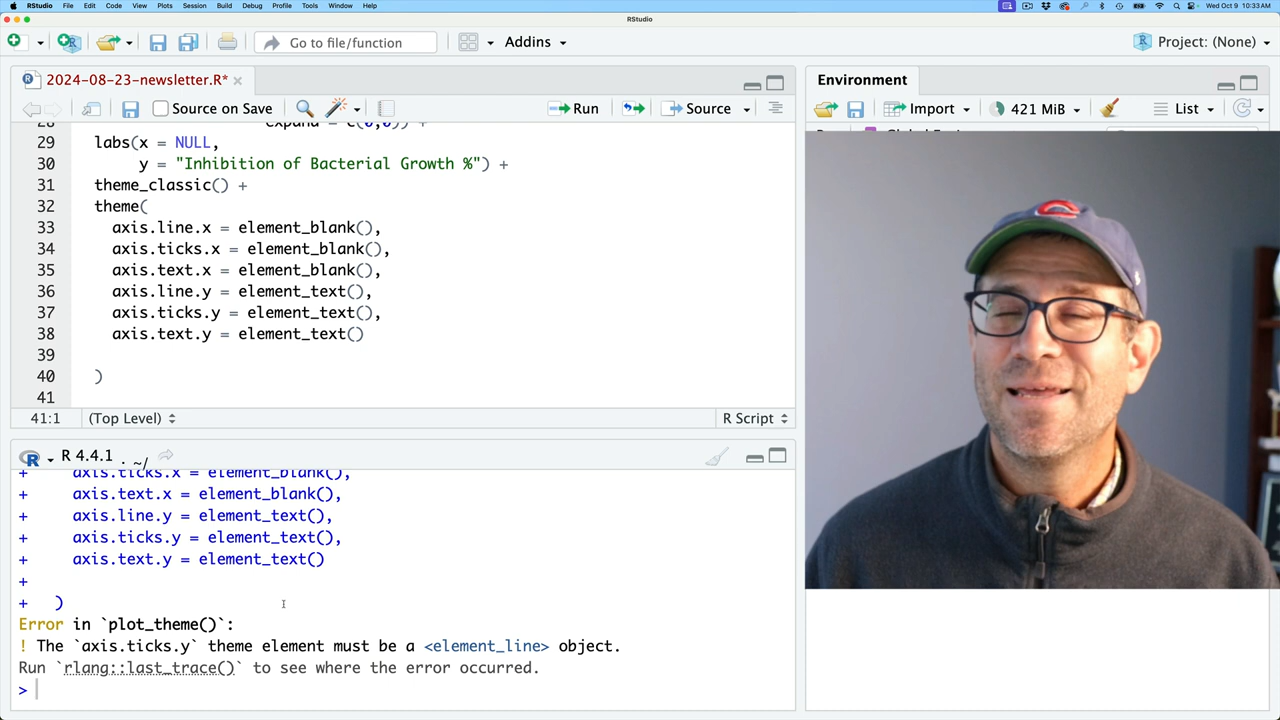 RStudio File Edit Code View Plots Session Build Debug Profile Tools Window Help
Wed Oct 9 10:33 AM
RStudio
Go to file/function
Addins
Project: (None)
2024-08-23-newsletter.R*
Source on Save
Run
Source
29 labs(x = NULL,
30 y = "Inhibition of Bacterial Growth %") +
31 theme_classic() +
32 theme(
33 axis.line.x = element_blank(),
34 axis.ticks.x = element_blank(),
35 axis.text.x = element_blank(),
36 axis.line.y = element_text(),
37 axis.ticks.y = element_text(),
38 axis.text.y = element_text()
39
40 )
41
41:1 (Top Level) R Script
R 4.4.1 . ~/
+ axis.ticks.x = element_blank(),
+ axis.text.x = element_blank(),
+ axis.line.y = element_text(),
+ axis.ticks.y = element_text(),
+ axis.text.y = element_text()
+
+ )
Error in `plot_theme()`:
! The `axis.ticks.y` theme element must be a <element_line> object.
Run `rlang::last_trace()` to see where the error occurred.
>
Environment
Import 421 MiB List